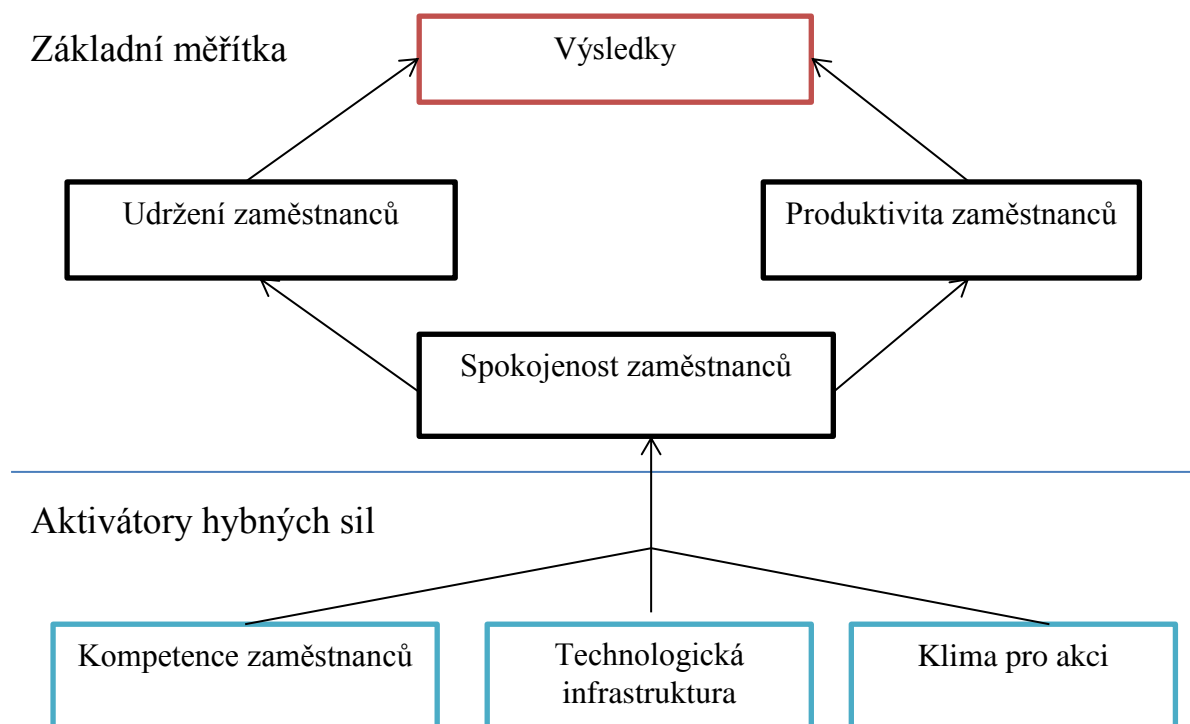 Základní měřítka
Výsledky
Udržení zaměstnanců
Produktivita zaměstnanců
Spokojenost zaměstnanců
Aktivátory hybných sil
Kompetence zaměstnanců
Technologická
infrastruktura
Klima pro akci